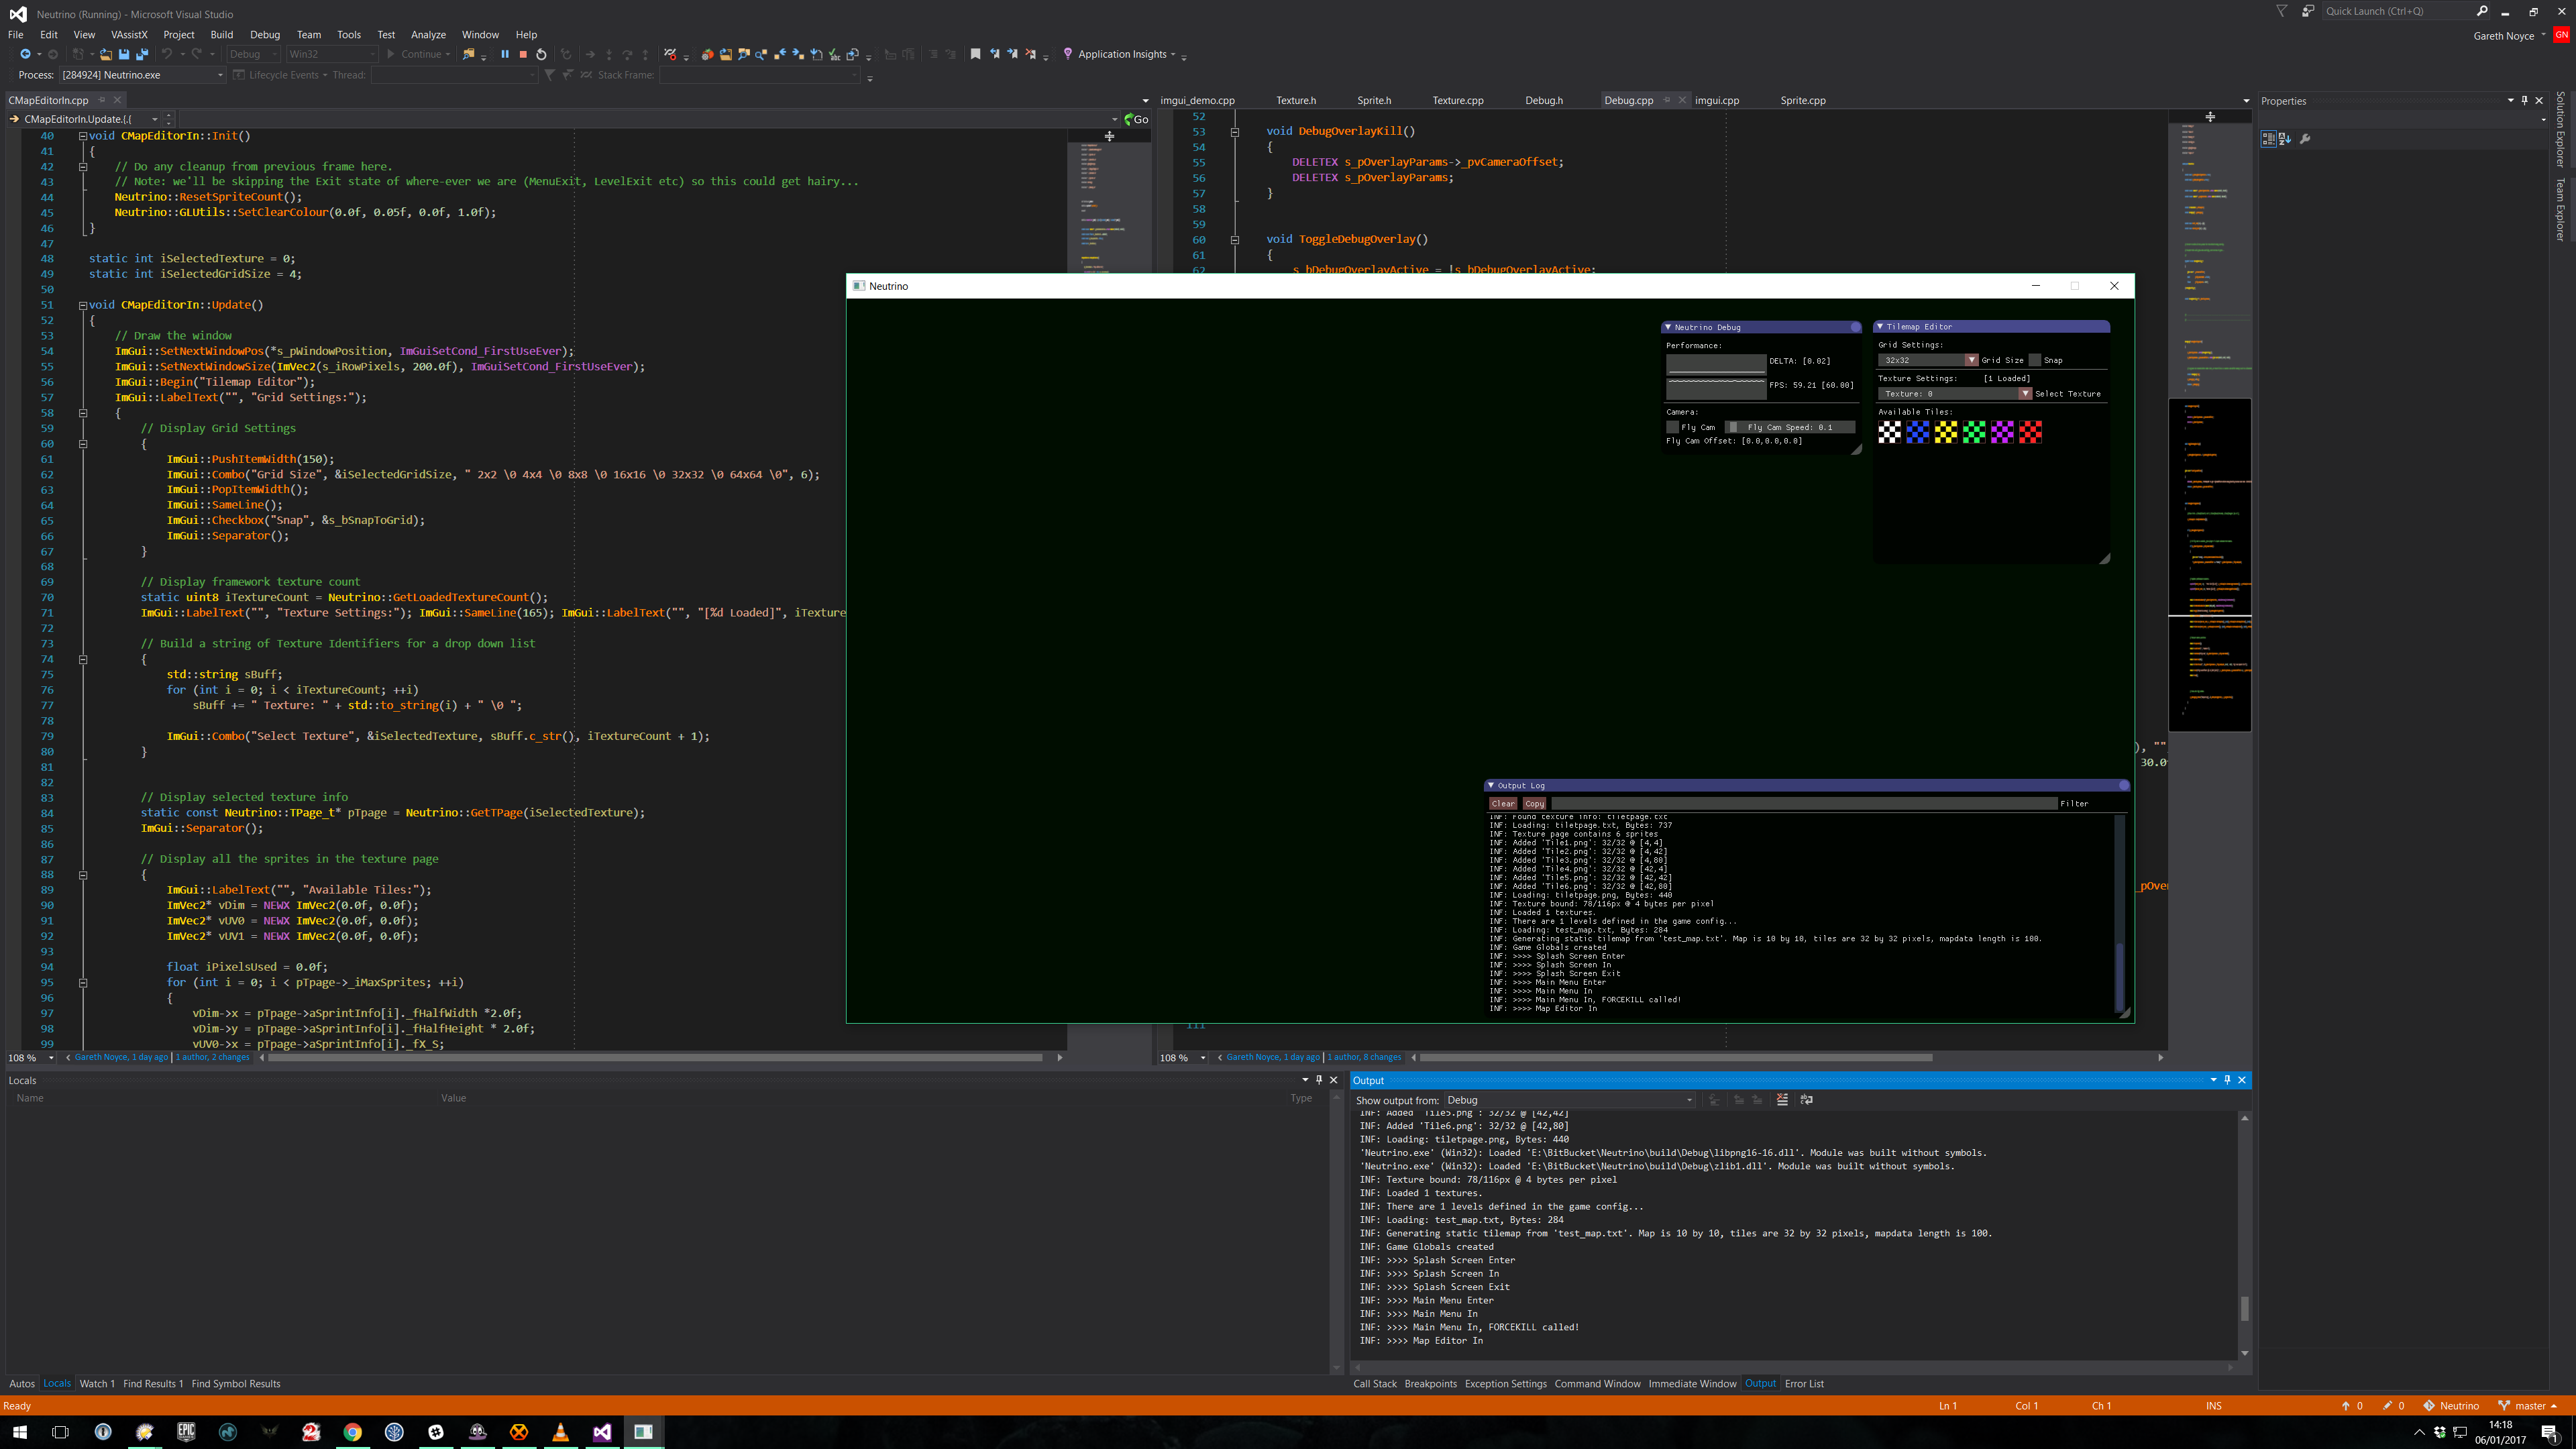 Neutrino (Running) - Microsoft Visual Studio
Quick Launch (Ctrl+Q)
File Edit View VAssistX Project Build Debug Team Tools Test Analyze Window Help
Gareth Noyce GN
Debug Win32 Continue Application Insights
Process: [284924] Neutrino.exe Lifecycle Events Thread: Stack Frame:
CMapEditorIn.cpp
CMapEditorIn.Update.{.{
Go
40 void CMapEditorIn::Init()
41 {
42 // Do any cleanup from previous frame here.
43 // Note: we'll be skipping the Exit state of where-ever we are (MenuExit, LevelExit etc) so this could get hairy...
44 Neutrino::ResetSpriteCount();
45 Neutrino::GLUtils::SetClearColour(0.0f, 0.05f, 0.0f, 1.0f);
46 }
47
48 static int iSelectedTexture = 0;
49 static int iSelectedGridSize = 4;
50
51 void CMapEditorIn::Update()
52 {
53 // Draw the window
54 ImGui::SetNextWindowPos(*s_pWindowPosition, ImGuiSetCond_FirstUseEver);
55 ImGui::SetNextWindowSize(ImVec2(s_iRowPixels, 200.0f), ImGuiSetCond_FirstUseEver);
56 ImGui::Begin("Tilemap Editor");
57 ImGui::LabelText("", "Grid Settings:");
58 {
59 // Display Grid Settings
60 {
61 ImGui::PushItemWidth(150);
62 ImGui::Combo("Grid Size", &iSelectedGridSize, " 2x2 \0 4x4 \0 8x8 \0 16x16 \0 32x32 \0 64x64 \0", 6);
63 ImGui::PopItemWidth();
64 ImGui::SameLine();
65 ImGui::Checkbox("Snap", &s_bSnapToGrid);
66 ImGui::Separator();
67 }
68
69 // Display framework texture count
70 static uint8 iTextureCount = Neutrino::GetLoadedTextureCount();
71 ImGui::LabelText("", "Texture Settings:"); ImGui::SameLine(165); ImGui::LabelText("", "[%d Loaded]", iTexture
72
73 // Build a string of Texture Identifiers for a drop down list
74 {
75 std::string sBuff;
76 for (int i = 0; i < iTextureCount; ++i)
77 sBuff += " Texture: " + std::to_string(i) + " \0 ";
78
79 ImGui::Combo("Select Texture", &iSelectedTexture, sBuff.c_str(), iTextureCount + 1);
80 }
81
82
83 // Display selected texture info
84 static const Neutrino::TPage_t* pTpage = Neutrino::GetTPage(iSelectedTexture);
85 ImGui::Separator();
86
87 // Display all the sprites in the texture page
88 {
89 ImGui::LabelText("", "Available Tiles:");
90 ImVec2* vDim = NEWX ImVec2(0.0f, 0.0f);
91 ImVec2* vUV0 = NEWX ImVec2(0.0f, 0.0f);
92 ImVec2* vUV1 = NEWX ImVec2(0.0f, 0.0f);
93
94 float iPixelsUsed = 0.0f;
95 for (int i = 0; i < pTpage->_iMaxSprites; ++i)
96 {
97 vDim->x = pTpage->aSprintInfo[i]._fHalfWidth *2.0f;
98 vDim->y = pTpage->aSprintInfo[i]._fHalfHeight * 2.0f;
99 vUV0->x = pTpage->aSprintInfo[i]._fX_S;
108 % Gareth Noyce, 1 day ago | 1 author, 2 changes
imgui_demo.cpp Texture.h Sprite.h Texture.cpp Debug.h Debug.cpp imgui.cpp Sprite.cpp
52
53 void DebugOverlayKill()
54 {
55 DELETEX s_pOverlayParams->_pvCameraOffset;
56 DELETEX s_pOverlayParams;
57 }
58
59
60 void ToggleDebugOverlay()
61 {
62 s_bDebugOverlayActive = !s_bDebugOverlayActive;
), ""
30.0
_pOver
111
108 % Gareth Noyce, 1 day ago | 1 author, 8 changes
Neutrino
Neutrino Debug
Performance:
DELTA: [0.02]
FPS: 59.21 [60.00]
Camera:
Fly Cam Fly Cam Speed: 0.1
Fly Cam Offset: [0.0,0.0,0.0]
Tilemap Editor
Grid Settings:
32x32 Grid Size Snap
Texture Settings: [1 Loaded]
Texture: 0 Select Texture
Available Tiles:
Output Log
Clear Copy Filter
INF: Found texture info: tiletpage.txt
INF: Loading: tiletpage.txt, Bytes: 737
INF: Texture page contains 6 sprites
INF: Added 'Tile1.png': 32/32 @ [4,4]
INF: Added 'Tile2.png': 32/32 @ [4,42]
INF: Added 'Tile3.png': 32/32 @ [4,80]
INF: Added 'Tile4.png': 32/32 @ [42,4]
INF: Added 'Tile5.png': 32/32 @ [42,42]
INF: Added 'Tile6.png': 32/32 @ [42,80]
INF: Loading: tiletpage.png, Bytes: 440
INF: Texture bound: 78/116px @ 4 bytes per pixel
INF: Loaded 1 textures.
INF: There are 1 levels defined in the game config...
INF: Loading: test_map.txt, Bytes: 284
INF: Generating static tilemap from 'test_map.txt'. Map is 10 by 10, tiles are 32 by 32 pixels, mapdata length is 100.
INF: Game Globals created
INF: >>>> Splash Screen Enter
INF: >>>> Splash Screen In
INF: >>>> Splash Screen Exit
INF: >>>> Main Menu Enter
INF: >>>> Main Menu In
INF: >>>> Main Menu In, FORCEKILL called!
INF: >>>> Map Editor In
Properties
Solution Explorer
Team Explorer
Locals
Name Value Type
Autos Locals Watch 1 Find Results 1 Find Symbol Results
Output
Show output from: Debug
INF: Added 'Tile5.png': 32/32 @ [42,42]
INF: Added 'Tile6.png': 32/32 @ [42,80]
INF: Loading: tiletpage.png, Bytes: 440
'Neutrino.exe' (Win32): Loaded 'E:\BitBucket\Neutrino\build\Debug\libpng16-16.dll'. Module was built without symbols.
'Neutrino.exe' (Win32): Loaded 'E:\BitBucket\Neutrino\build\Debug\zlib1.dll'. Module was built without symbols.
INF: Texture bound: 78/116px @ 4 bytes per pixel
INF: Loaded 1 textures.
INF: There are 1 levels defined in the game config...
INF: Loading: test_map.txt, Bytes: 284
INF: Generating static tilemap from 'test_map.txt'. Map is 10 by 10, tiles are 32 by 32 pixels, mapdata length is 100.
INF: Game Globals created
INF: >>>> Splash Screen Enter
INF: >>>> Splash Screen In
INF: >>>> Splash Screen Exit
INF: >>>> Main Menu Enter
INF: >>>> Main Menu In
INF: >>>> Main Menu In, FORCEKILL called!
INF: >>>> Map Editor In
Call Stack Breakpoints Exception Settings Command Window Immediate Window Output Error List
Ready Ln 1 Col 1 Ch 1 INS 0 0 Neutrino master
EPIC
14:18
06/01/2017
1